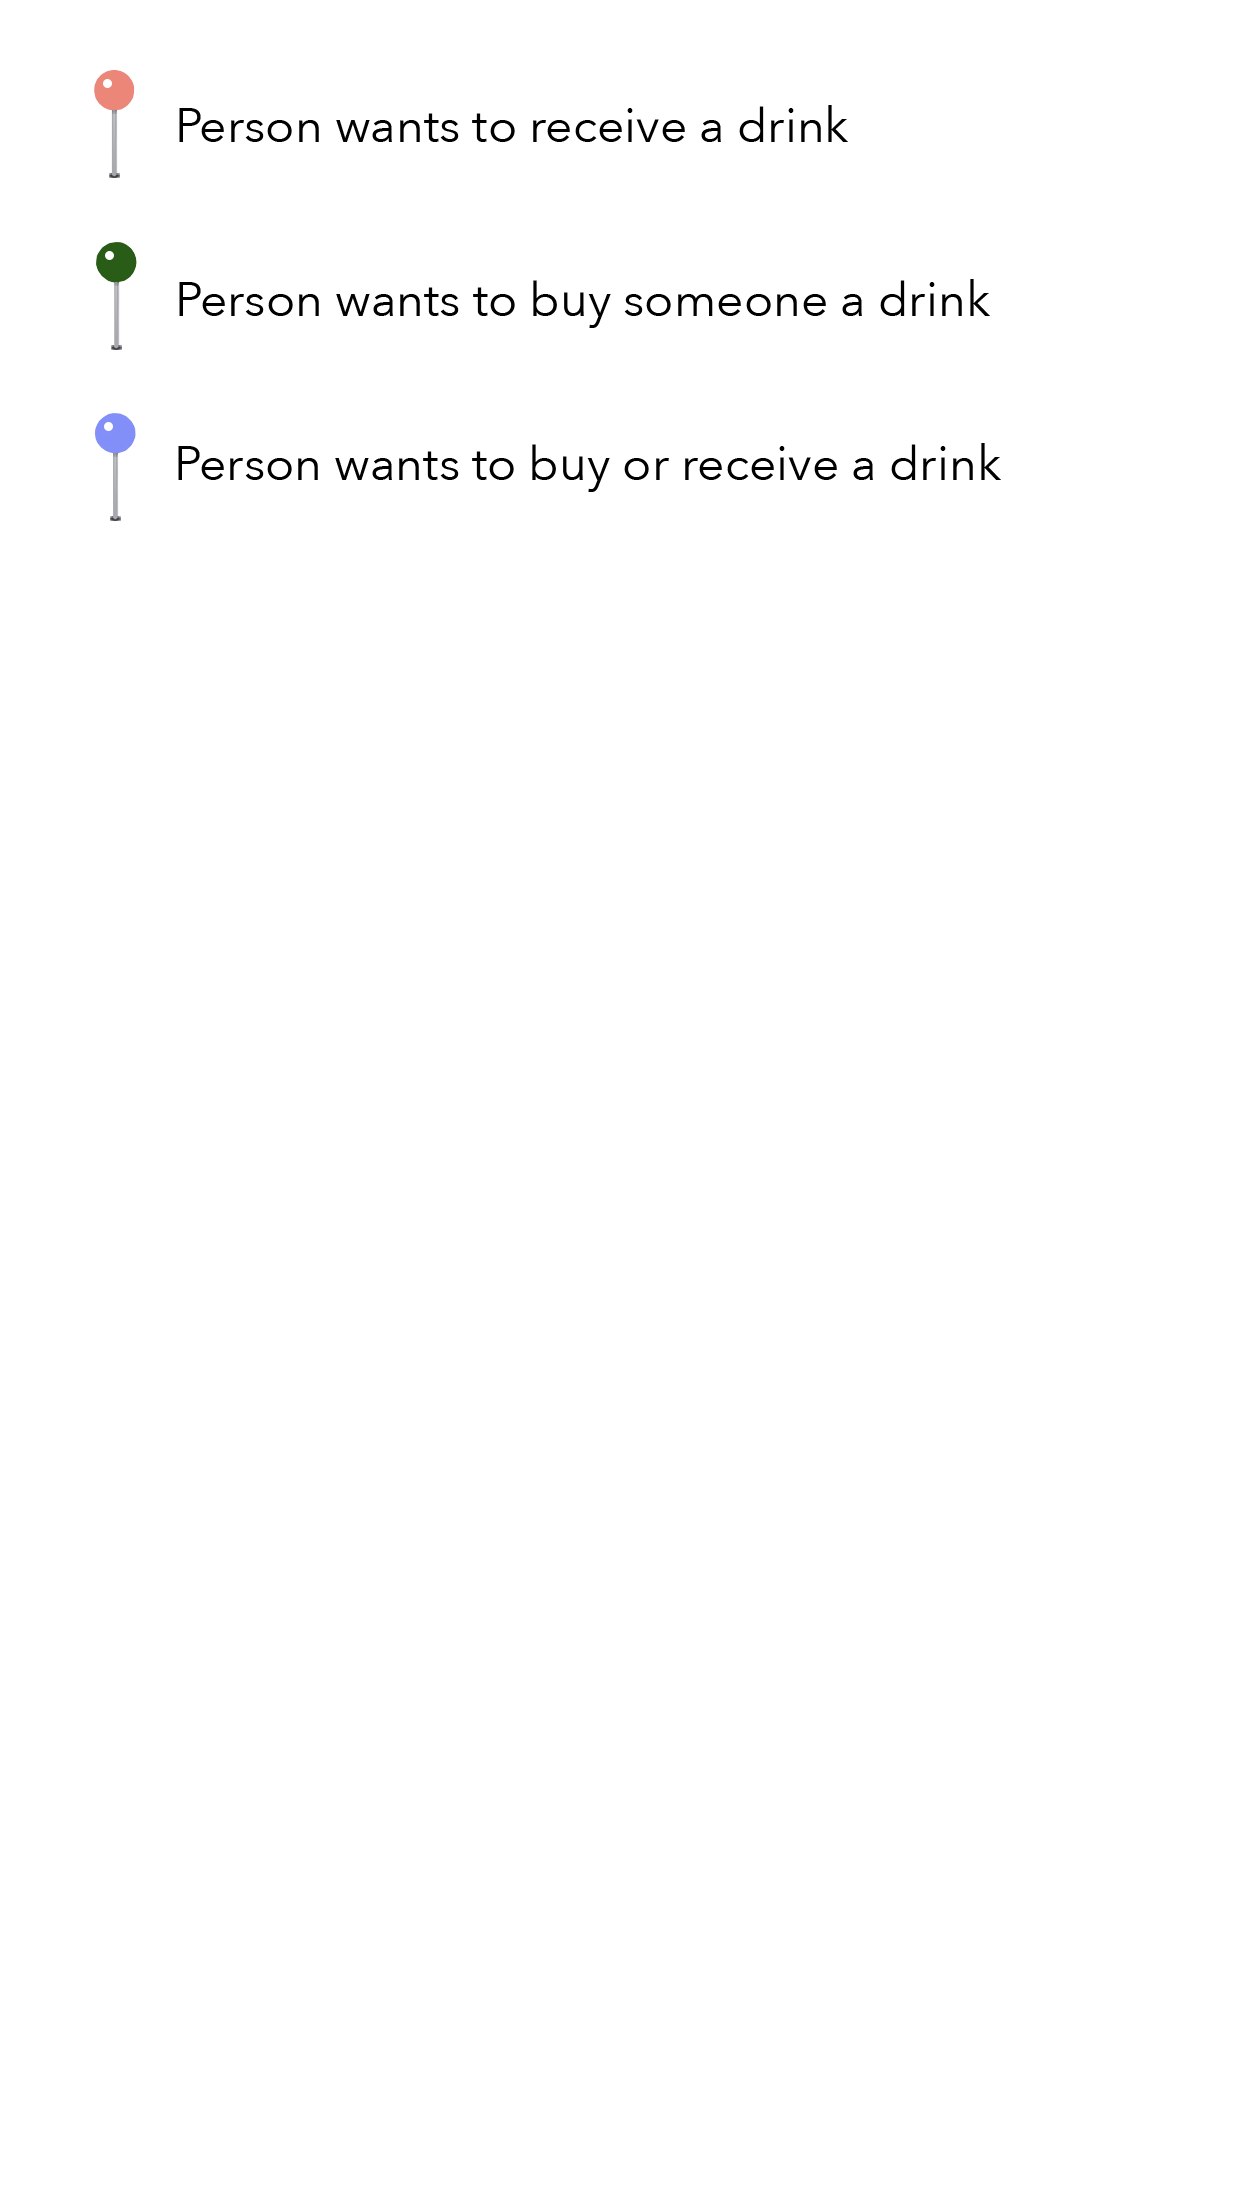 Person wants to receive a drink
Person wants to buy someone a drink
Person wants to buy or receive a drink